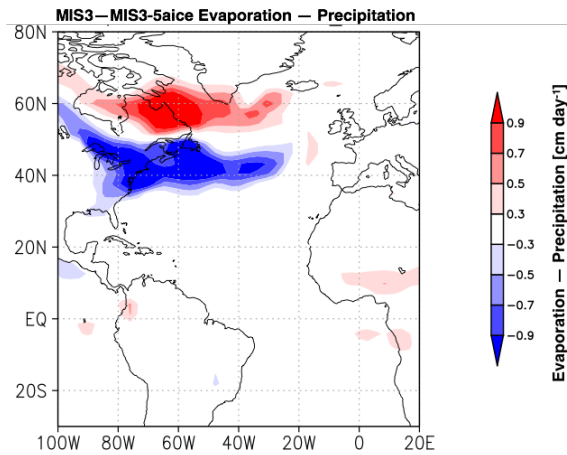 MIS3—MIS3-5aice Evaporation — Precipitation
80N
60N
40N
20N
EQ
20S
100W 80W 60W 40W 20W 0 20E
0.9
0.7
0.5
0.3
−0.3
−0.5
−0.7
−0.9
Evaporation — Precipitation [cm day⁻¹]